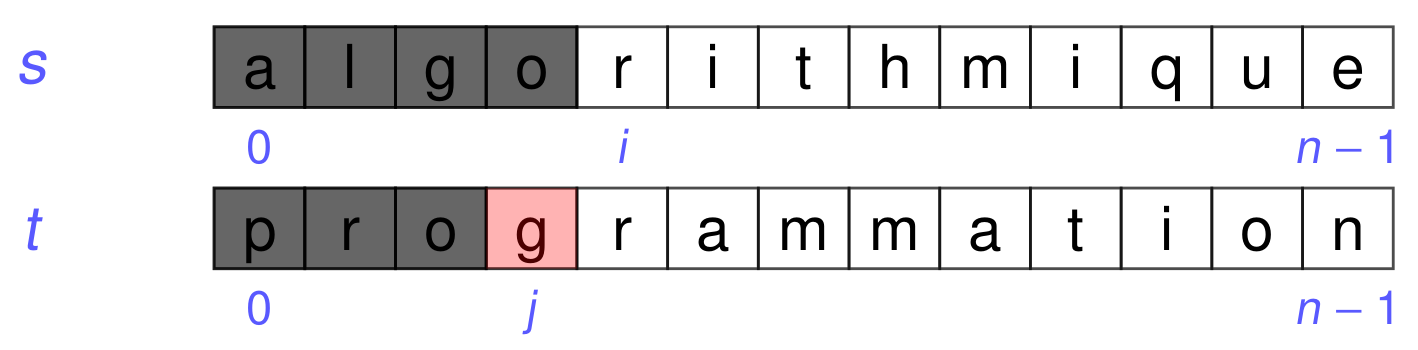 s a l g o r i t h m i q u e
0 i n – 1
t p r o g r a m m a t i o n
0 j n – 1